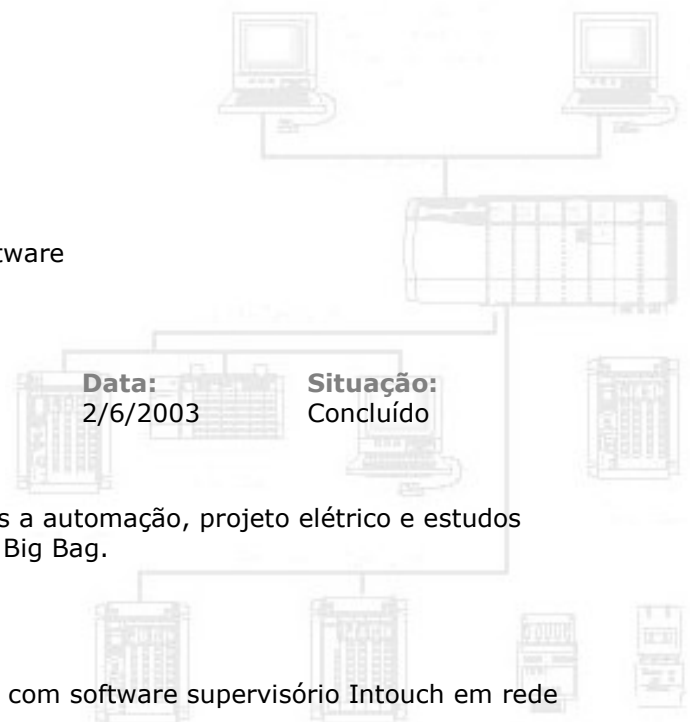 tware
Data: Situação:
2/6/2003 Concluído
s a automação, projeto elétrico e estudos
Big Bag.
com software supervisório Intouch em rede